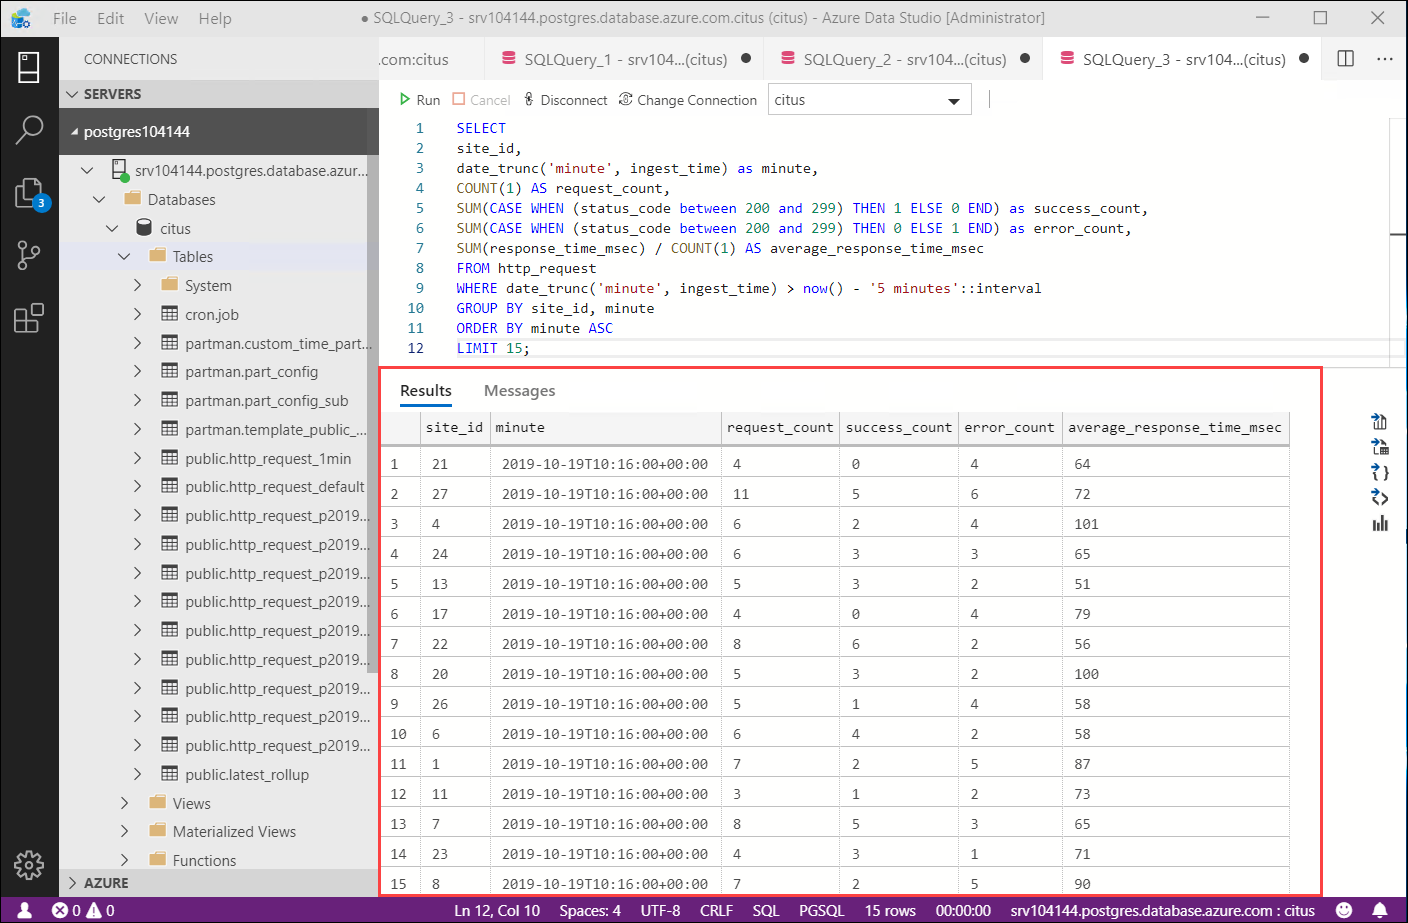 File Edit View Help ● SQLQuery_3 - srv104144.postgres.database.azure.com.citus (citus) - Azure Data Studio [Administrator]
CONNECTIONS
.com:citus SQLQuery_1 - srv104...(citus) SQLQuery_2 - srv104...(citus) SQLQuery_3 - srv104...(citus)
SERVERS
Run Cancel Disconnect Change Connection citus
postgres104144
srv104144.postgres.database.azur...
Databases
citus
Tables
System
cron.job
partman.custom_time_part...
partman.part_config
partman.part_config_sub
partman.template_public_...
public.http_request_1min
public.http_request_default
public.http_request_p2019...
public.http_request_p2019...
public.http_request_p2019...
public.http_request_p2019...
public.http_request_p2019...
public.http_request_p2019...
public.http_request_p2019...
public.http_request_p2019...
public.http_request_p2019...
public.latest_rollup
Views
Materialized Views
Functions
AZURE
3
1 SELECT
2 site_id,
3 date_trunc('minute', ingest_time) as minute,
4 COUNT(1) AS request_count,
5 SUM(CASE WHEN (status_code between 200 and 299) THEN 1 ELSE 0 END) as success_count,
6 SUM(CASE WHEN (status_code between 200 and 299) THEN 0 ELSE 1 END) as error_count,
7 SUM(response_time_msec) / COUNT(1) AS average_response_time_msec
8 FROM http_request
9 WHERE date_trunc('minute', ingest_time) > now() - '5 minutes'::interval
10 GROUP BY site_id, minute
11 ORDER BY minute ASC
12 LIMIT 15;
Results Messages
site_id minute request_count success_count error_count average_response_time_msec
1 21 2019-10-19T10:16:00+00:00 4 0 4 64
2 27 2019-10-19T10:16:00+00:00 11 5 6 72
3 4 2019-10-19T10:16:00+00:00 6 2 4 101
4 24 2019-10-19T10:16:00+00:00 6 3 3 65
5 13 2019-10-19T10:16:00+00:00 5 3 2 51
6 17 2019-10-19T10:16:00+00:00 4 0 4 79
7 22 2019-10-19T10:16:00+00:00 8 6 2 56
8 20 2019-10-19T10:16:00+00:00 5 3 2 100
9 26 2019-10-19T10:16:00+00:00 5 1 4 58
10 6 2019-10-19T10:16:00+00:00 6 4 2 58
11 1 2019-10-19T10:16:00+00:00 7 2 5 87
12 11 2019-10-19T10:16:00+00:00 3 1 2 73
13 7 2019-10-19T10:16:00+00:00 8 5 3 65
14 23 2019-10-19T10:16:00+00:00 4 3 1 71
15 8 2019-10-19T10:16:00+00:00 7 2 5 90
0 0 Ln 12, Col 10 Spaces: 4 UTF-8 CRLF SQL PGSQL 15 rows 00:00:00 srv104144.postgres.database.azure.com : citus